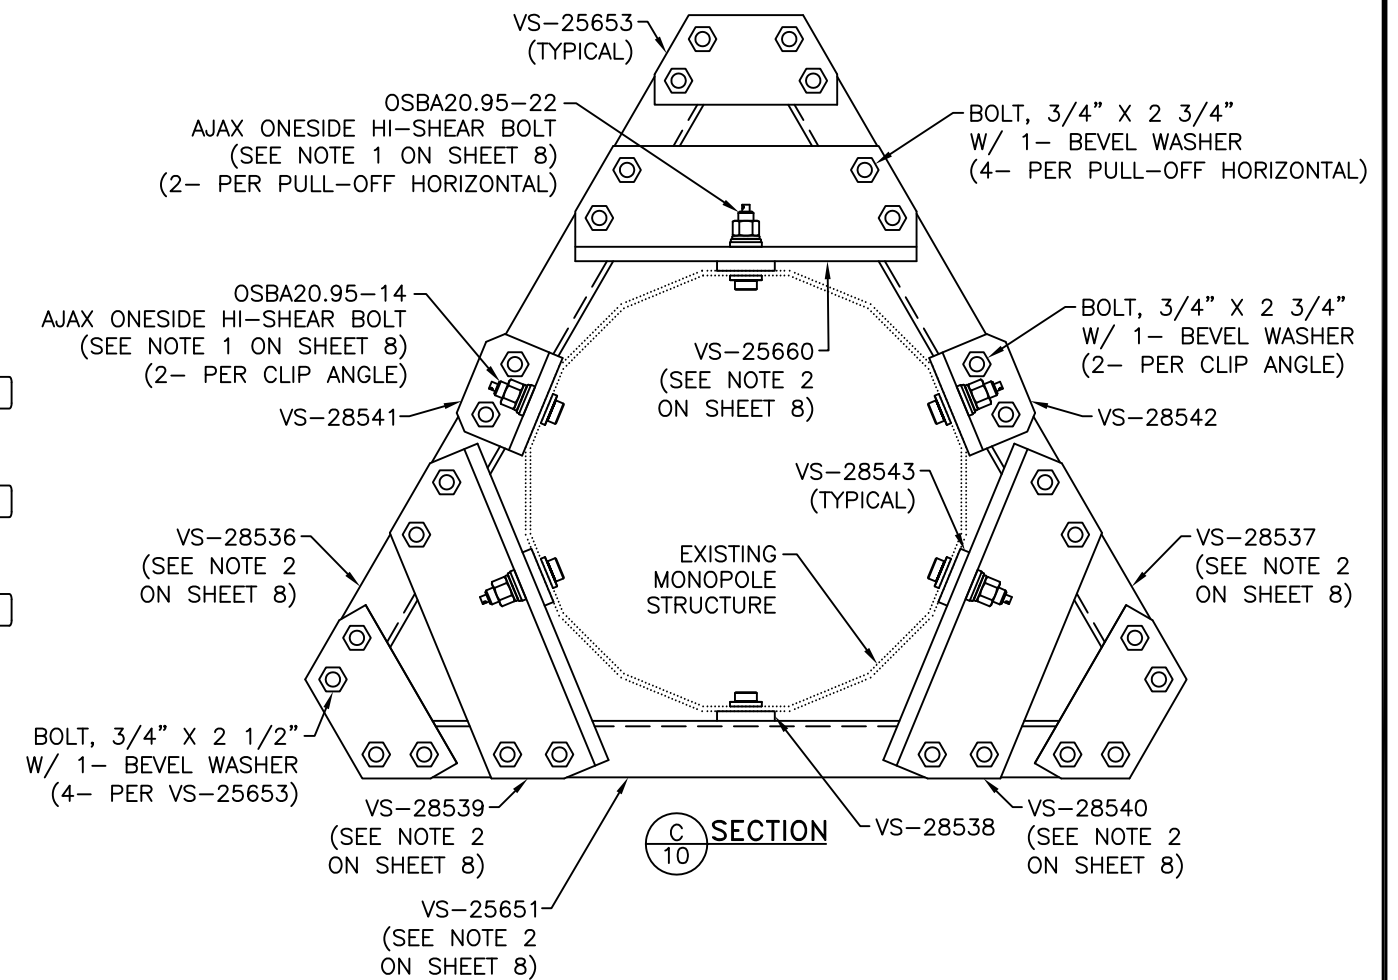 VS-25653
(TYPICAL)
OSBA20.95-22
AJAX ONESIDE HI-SHEAR BOLT
(SEE NOTE 1 ON SHEET 8)
(2- PER PULL-OFF HORIZONTAL)
BOLT, 3/4” X 2 3/4”
W/ 1- BEVEL WASHER
(4- PER PULL-OFF HORIZONTAL)
OSBA20.95-14
AJAX ONESIDE HI-SHEAR BOLT
(SEE NOTE 1 ON SHEET 8)
(2- PER CLIP ANGLE)
VS-28541
VS-25660
(SEE NOTE 2
ON SHEET 8)
BOLT, 3/4” X 2 3/4”
W/ 1- BEVEL WASHER
(2- PER CLIP ANGLE)
VS-28542
VS-28543
(TYPICAL)
VS-28536
(SEE NOTE 2
ON SHEET 8)
EXISTING
MONOPOLE
STRUCTURE
VS-28537
(SEE NOTE 2
ON SHEET 8)
BOLT, 3/4” X 2 1/2”
W/ 1- BEVEL WASHER
(4- PER VS-25653)
VS-28539
(SEE NOTE 2
ON SHEET 8)
C
10
SECTION
VS-28538
VS-28540
(SEE NOTE 2
ON SHEET 8)
VS-25651
(SEE NOTE 2
ON SHEET 8)